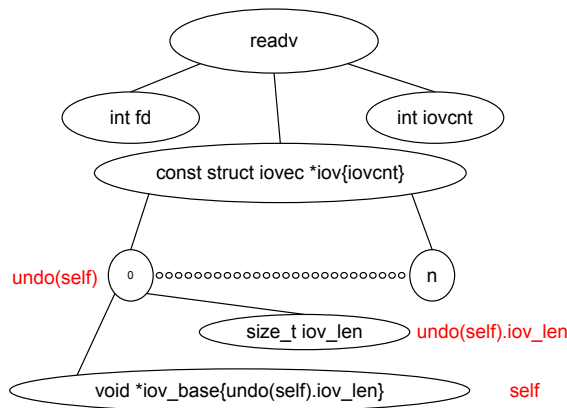 readv
int fd
int iovcnt
const struct iovec *iov{iovcnt}
undo(self)
0
n
size_t iov_len
undo(self).iov_len
void *iov_base{undo(self).iov_len}
self